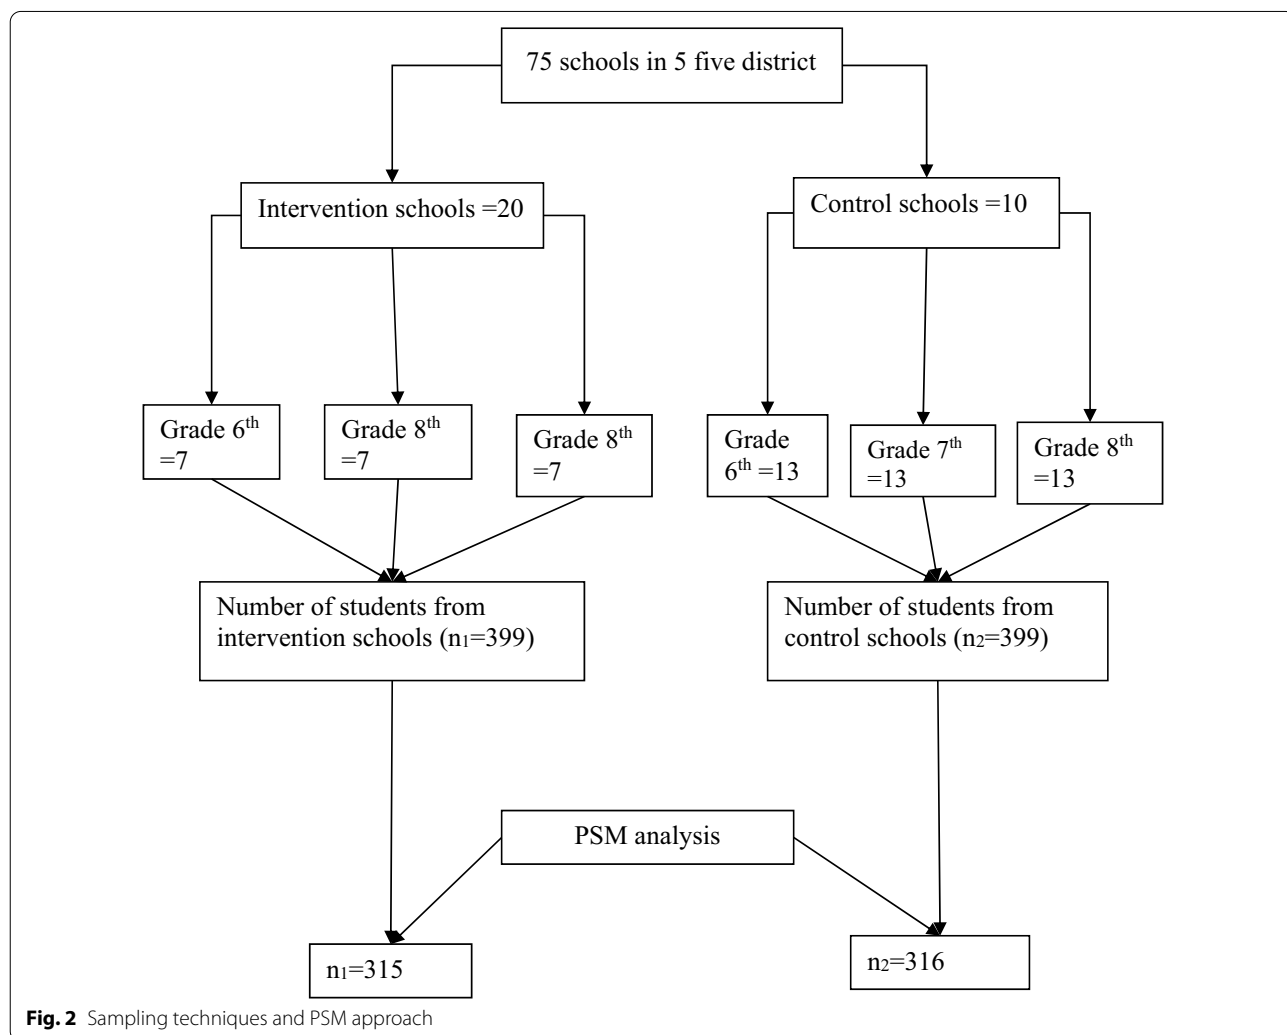 75 schools in 5 five district
Intervention schools =20
Control schools =10
Grade 6th
=7
Grade 8th
=7
Grade 8th
=7
Grade
6th =13
Grade 7th
=13
Grade 8th
=13
Number of students from
intervention schools (n1=399)
Number of students from
control schools (n2=399)
PSM analysis
n1=315
n2=316
Fig. 2 Sampling techniques and PSM approach